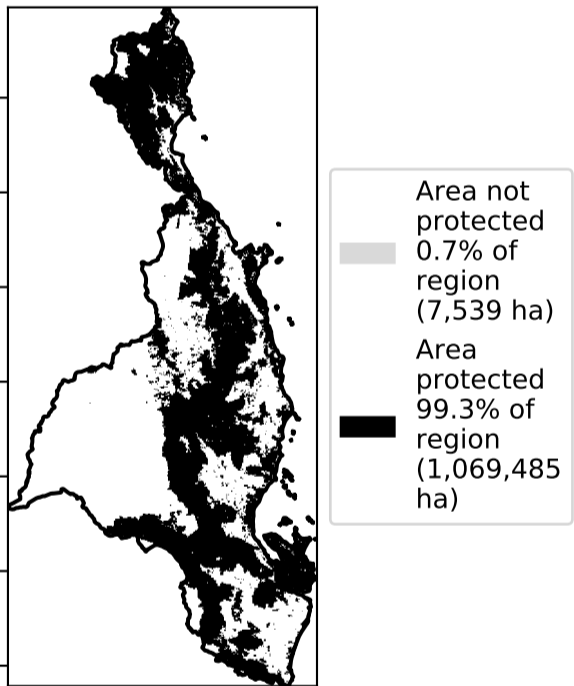 Area not
protected
0.7% of
region
(7,539 ha)
Area
protected
99.3% of
region
(1,069,485
ha)